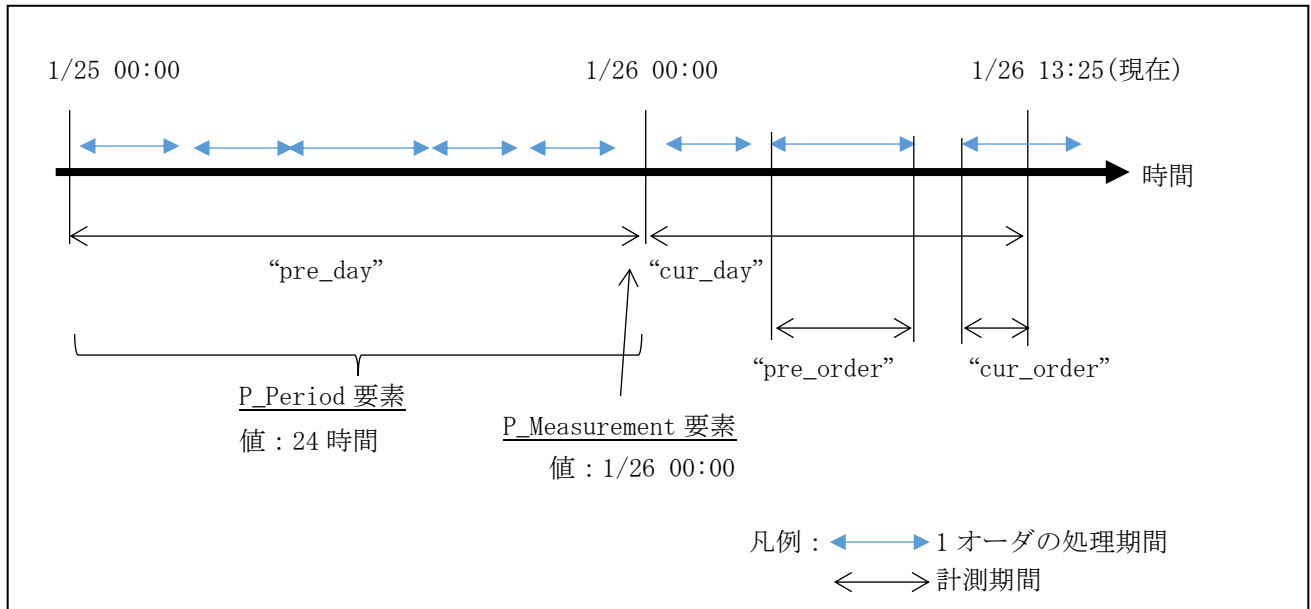 1/25 00:00
1/26 00:00
1/26 13:25(現在)
時間
“pre_day”
“cur_day”
“pre_order”
“cur_order”
P_Period 要素
値：24 時間
P_Measurement 要素
値：1/26 00:00
凡例：
1 オーダの処理期間
計測期間